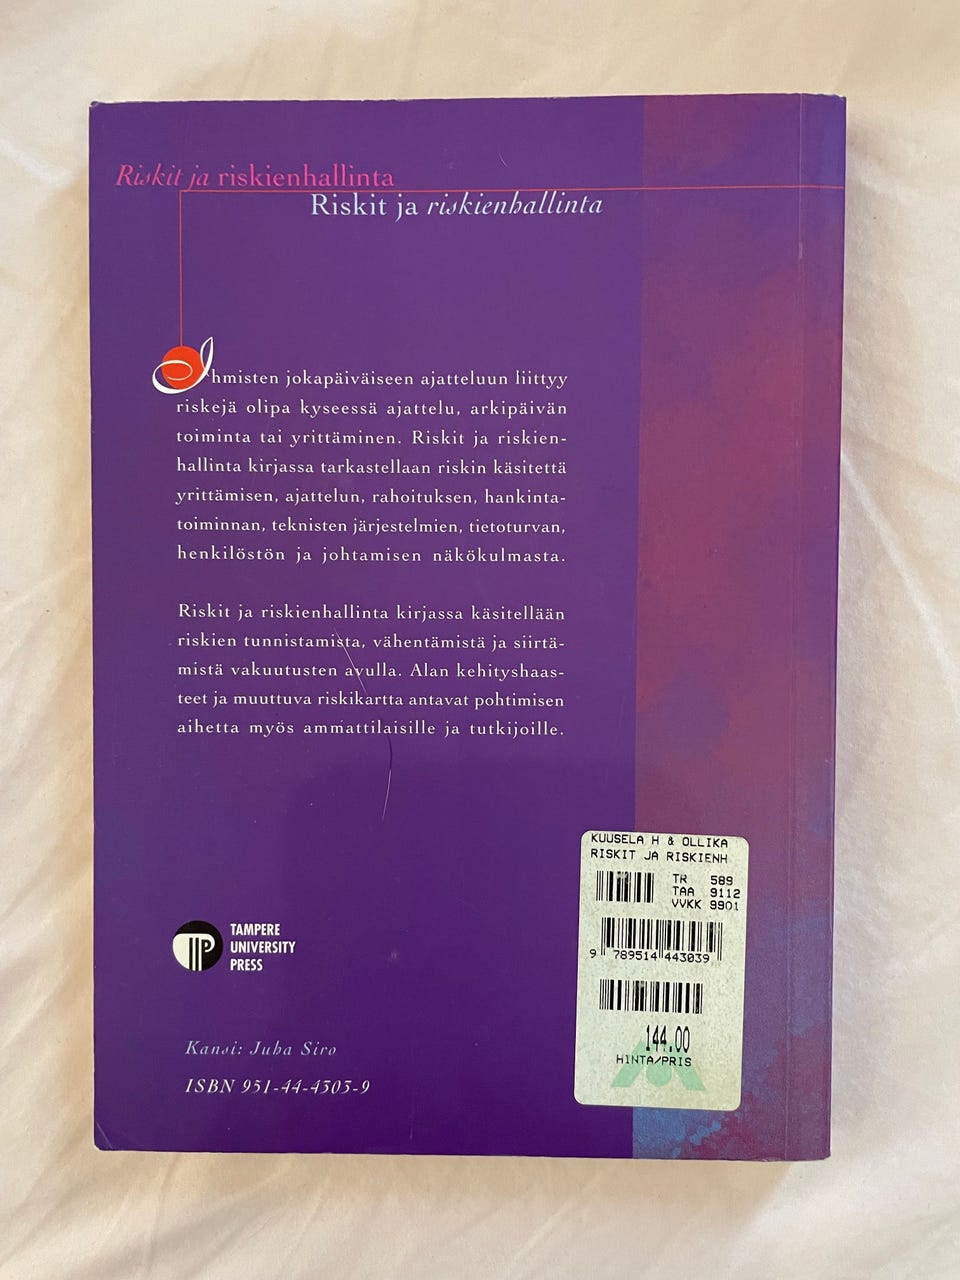 Riskit ja riskienhallinta
Riskit ja riskienhallinta
Ihmisten jokapäiväiseen ajatteluun liittyy
riskejä olipa kyseessä ajattelu, arkipäivän
toiminta tai yrittäminen. Riskit ja riskien-
hallinta kirjassa tarkastellaan riskin käsitettä
yrittämisen, ajattelun, rahoituksen, hankinta-
toiminnan, teknisten järjestelmien, tietoturvan,
henkilöstön ja johtamisen näkökulmasta.
Riskit ja riskienhallinta kirjassa käsitellään
riskien tunnistamista, vähentämistä ja siirtä-
mistä vakuutusten avulla. Alan kehityshaas-
teet ja muuttuva riskikartta antavat pohtimisen
aihetta myös ammattilaisille ja tutkijoille.
TAMPERE
UNIVERSITY
PRESS
Kansi: Juha Siro
ISBN 951-44-4303-9
KUUSELA H & OLLIKA
RISKIT JA RISKIENH
TR 589
TAA 9112
VVKK 9901
9 789514 443039
144.00
HINTA/PRIS